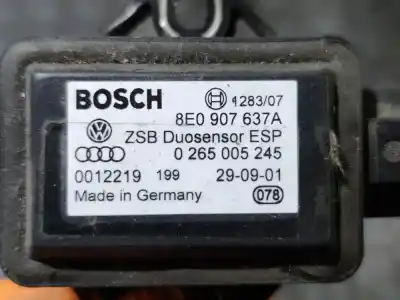 BOSCH 1283/07
8E0 907 637A
ZSB Duosensor ESP
0 265 005 245
0012219 199 29-09-01
Made in Germany 078